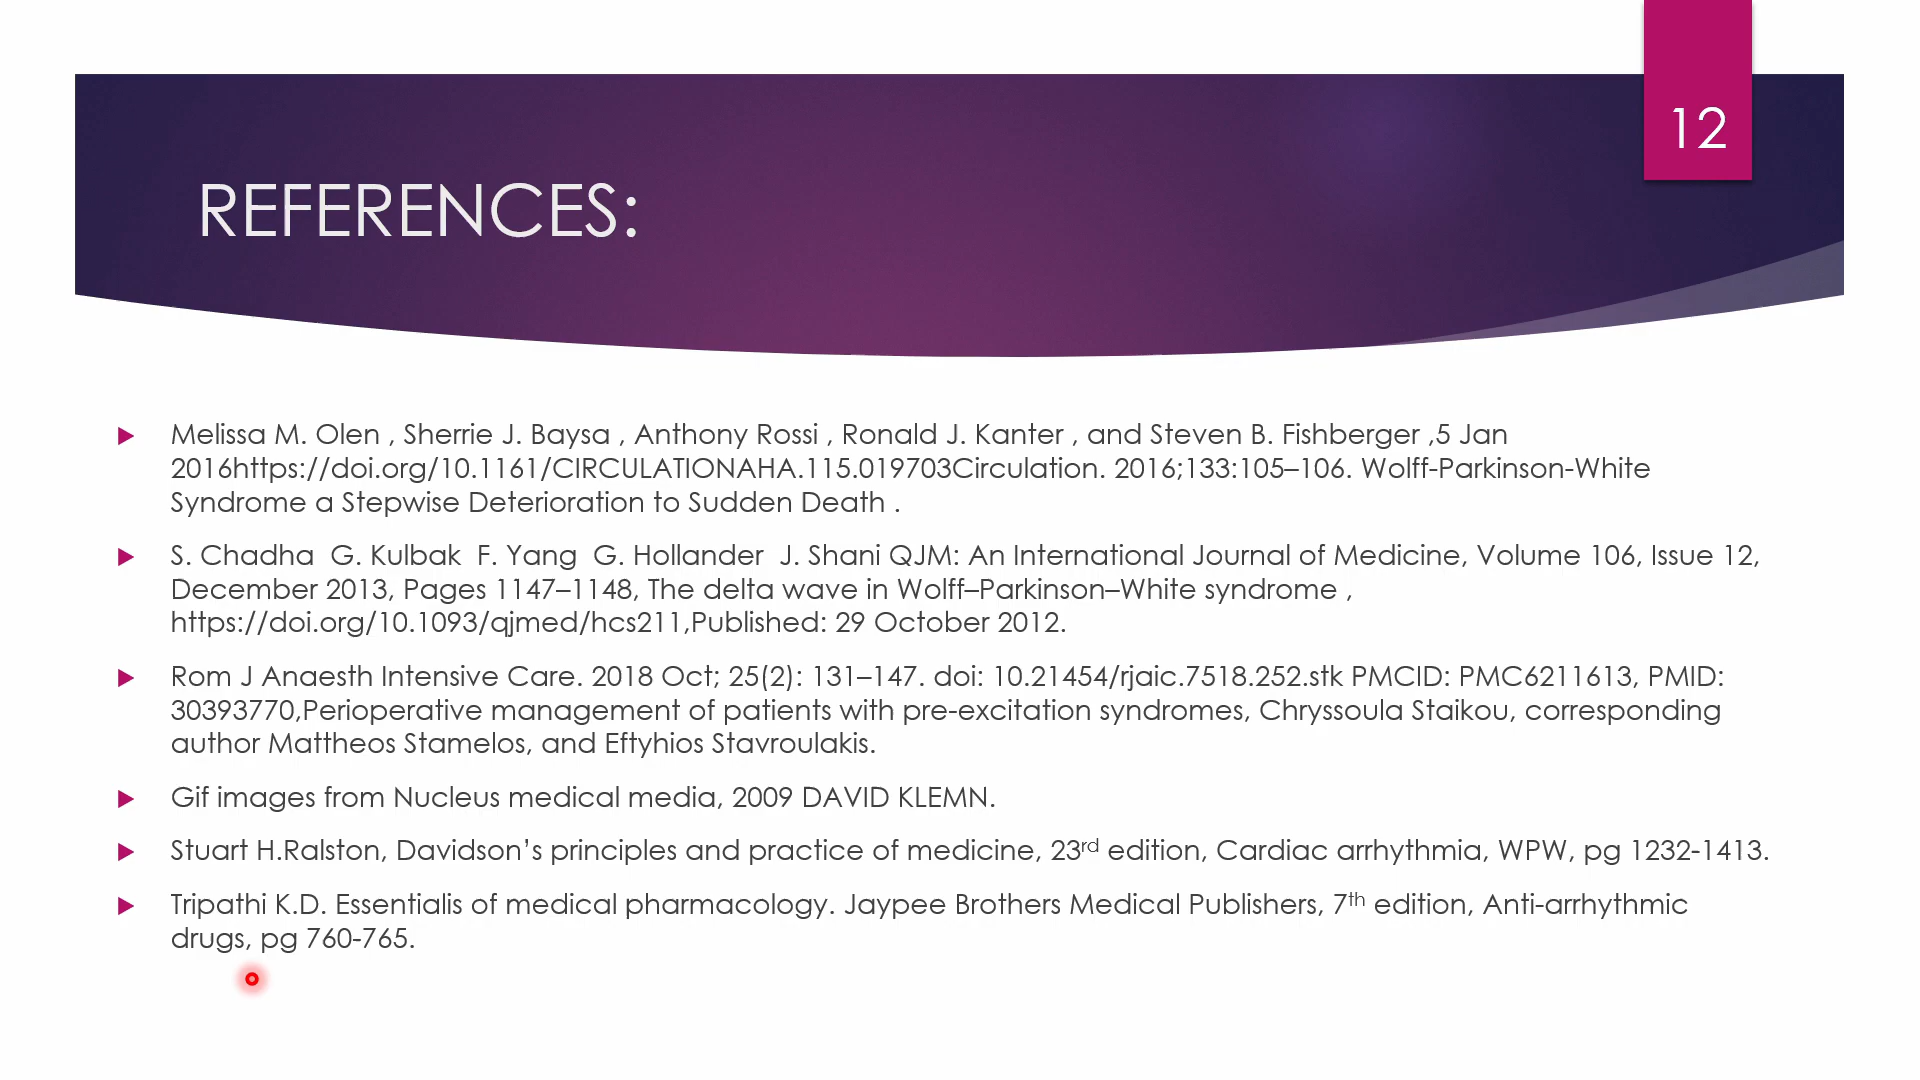 12
REFERENCES:
Melissa M. Olen , Sherrie J. Baysa , Anthony Rossi , Ronald J. Kanter , and Steven B. Fishberger ,5 Jan
2016https://doi.org/10.1161/CIRCULATIONAHA.115.019703Circulation. 2016;133:105–106. Wolff-Parkinson-White
Syndrome a Stepwise Deterioration to Sudden Death .
S. Chadha  G. Kulbak  F. Yang  G. Hollander  J. Shani QJM: An International Journal of Medicine, Volume 106, Issue 12,
December 2013, Pages 1147–1148, The delta wave in Wolff–Parkinson–White syndrome ,
https://doi.org/10.1093/qjmed/hcs211,Published: 29 October 2012.
Rom J Anaesth Intensive Care. 2018 Oct; 25(2): 131–147. doi: 10.21454/rjaic.7518.252.stk PMCID: PMC6211613, PMID:
30393770,Perioperative management of patients with pre-excitation syndromes, Chryssoula Staikou, corresponding
author Mattheos Stamelos, and Eftyhios Stavroulakis.
Gif images from Nucleus medical media, 2009 DAVID KLEMN.
Stuart H.Ralston, Davidson’s principles and practice of medicine, 23rd edition, Cardiac arrhythmia, WPW, pg 1232-1413.
Tripathi K.D. Essentialis of medical pharmacology. Jaypee Brothers Medical Publishers, 7th edition, Anti-arrhythmic
drugs, pg 760-765.